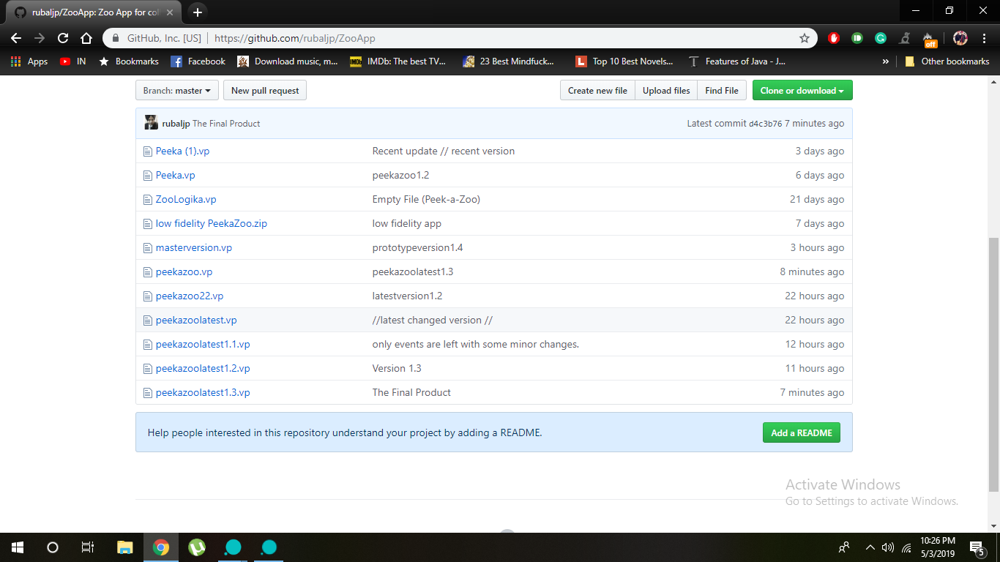 rubaljp/ZooApp: Zoo App for coll
GitHub, Inc. [US] https://github.com/rubaljp/ZooApp
off
Apps IN Bookmarks Facebook Download music, m... IMDb IMDb: The best TV... 23 Best Mindfuck... L Top 10 Best Novels... T Features of Java - J... » Other bookmarks
Branch: master New pull request Create new file Upload files Find File Clone or download
rubaljp The Final Product Latest commit d4c3b76 7 minutes ago
Peeka (1).vp Recent update // recent version 3 days ago
Peeka.vp peekazoo1.2 6 days ago
ZooLogika.vp Empty File (Peek-a-Zoo) 21 days ago
low fidelity PeekaZoo.zip low fidelity app 7 days ago
masterversion.vp prototypeversion1.4 3 hours ago
peekazoo.vp peekazoolatest1.3 8 minutes ago
peekazoo22.vp latestversion1.2 22 hours ago
peekazoolatest.vp //latest changed version // 22 hours ago
peekazoolatest1.1.vp only events are left with some minor changes. 12 hours ago
peekazoolatest1.2.vp Version 1.3 11 hours ago
peekazoolatest1.3.vp The Final Product 7 minutes ago
Help people interested in this repository understand your project by adding a README. Add a README
Activate Windows
Go to Settings to activate Windows.
10:26 PM
5/3/2019
5